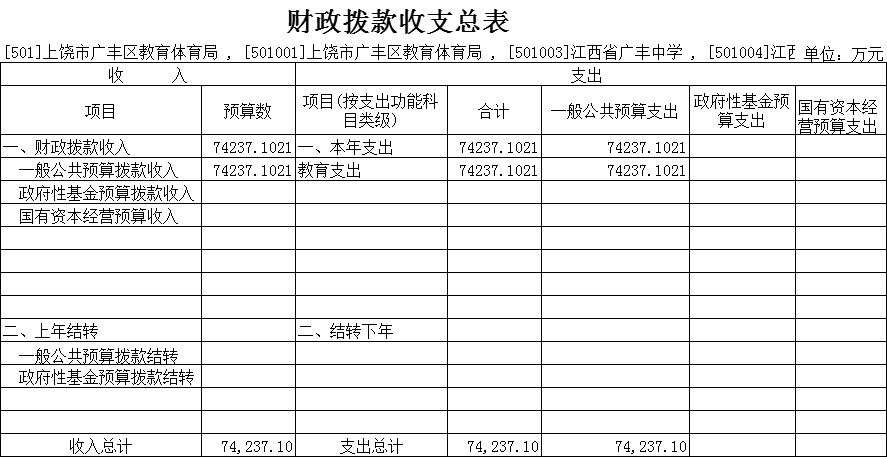 财政拨款收支总表
[501]上饶市广丰区教育体育局 , [501001]上饶市广丰区教育体育局 , [501003]江西省广丰中学 , [501004]江 单位: 万元
收 入 支出
项目 预算数 项目(按支出功能科目类级) 合计 一般公共预算支出 政府性基金预算支出 国有资本经营预算支出
一、财政拨款收入 74237.1021 一、本年支出 74237.1021 74237.1021
一般公共预算拨款收入 74237.1021 教育支出 74237.1021 74237.1021
政府性基金预算拨款收入
国有资本经营预算收入
二、上年结转 二、结转下年
一般公共预算拨款结转
政府性基金预算拨款结转
收入总计 74,237.10 支出总计 74,237.10 74,237.10